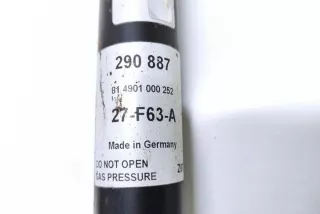 290 887
81 4901 000 252
27-F63-A
Made in Germany
DO NOT OPEN
GAS PRESSURE